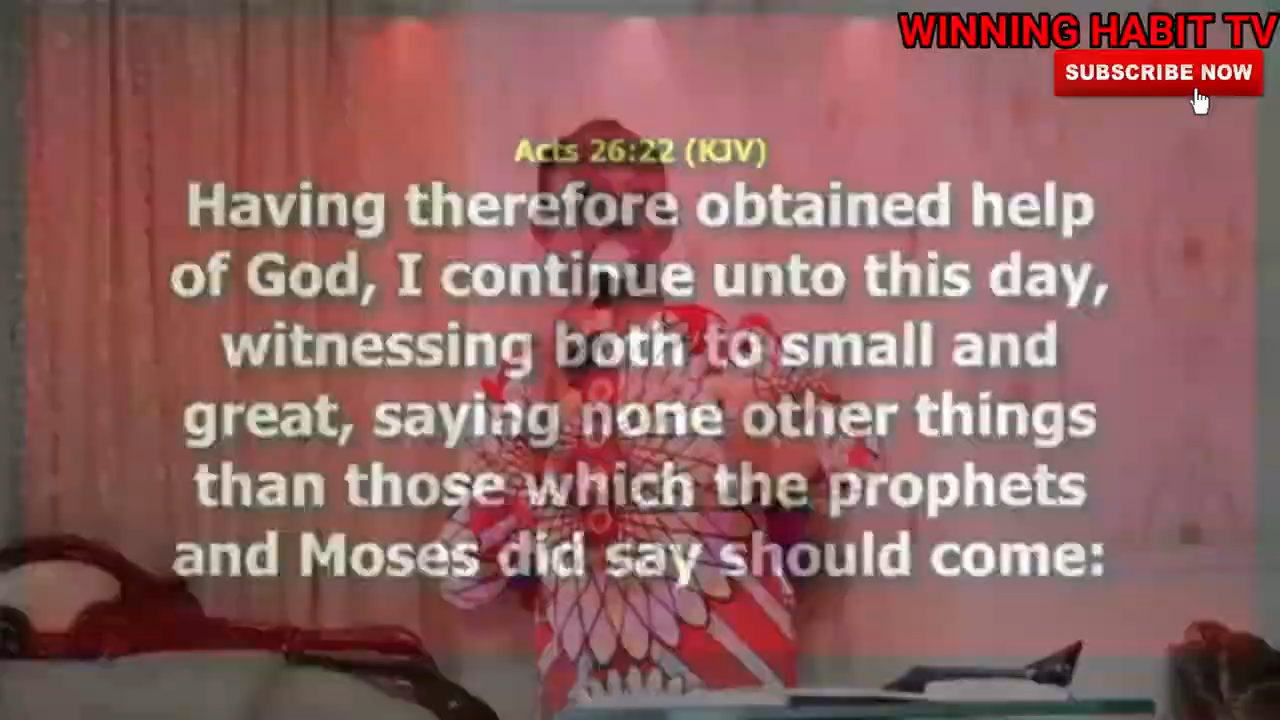 WINNING HABIT TV
SUBSCRIBE NOW
Acts 26:22 (KJV)
Having therefore obtained help
of God, I continue unto this day,
witnessing both to small and
great, saying none other things
than those which the prophets
and Moses did say should come: